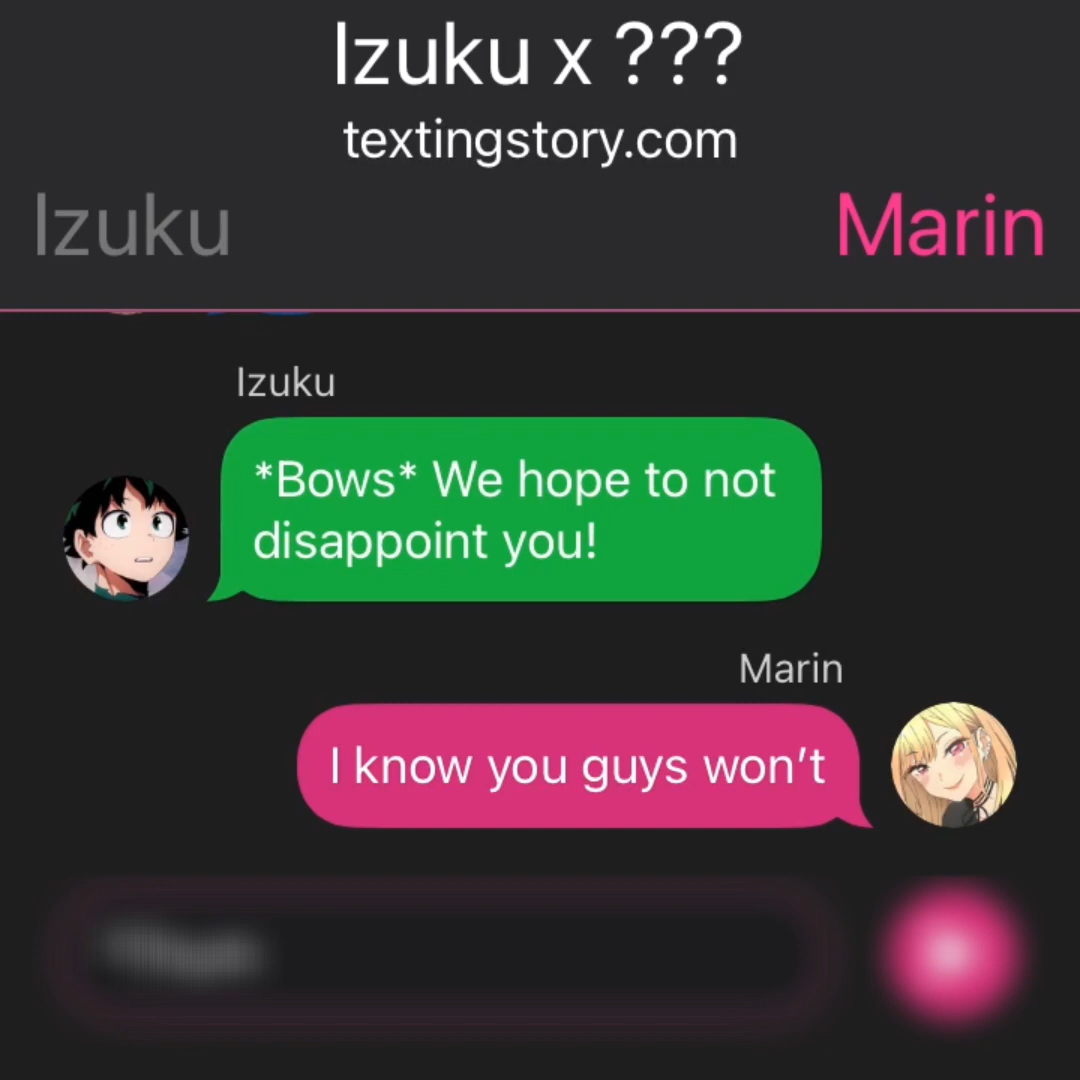 Izuku x ???
textingstory.com
Izuku
Marin
Izuku
*Bows* We hope to not
disappoint you!
Marin
I know you guys won’t